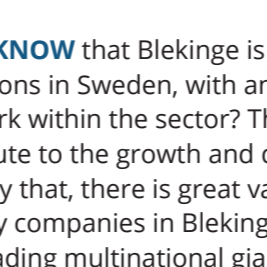 KNOW that Blekinge is
ons in Sweden, with an
rk within the sector? Th
ute to the growth and
y that, there is great va
y companies in Bleking
ading multinational gia